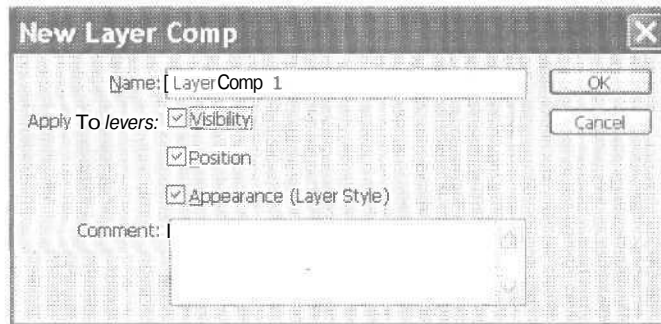 New Layer Comp
Name: Layer Comp 1
OK
Apply To levers: Visibility
Cancel
Position
Appearance (Layer Style)
Comment: